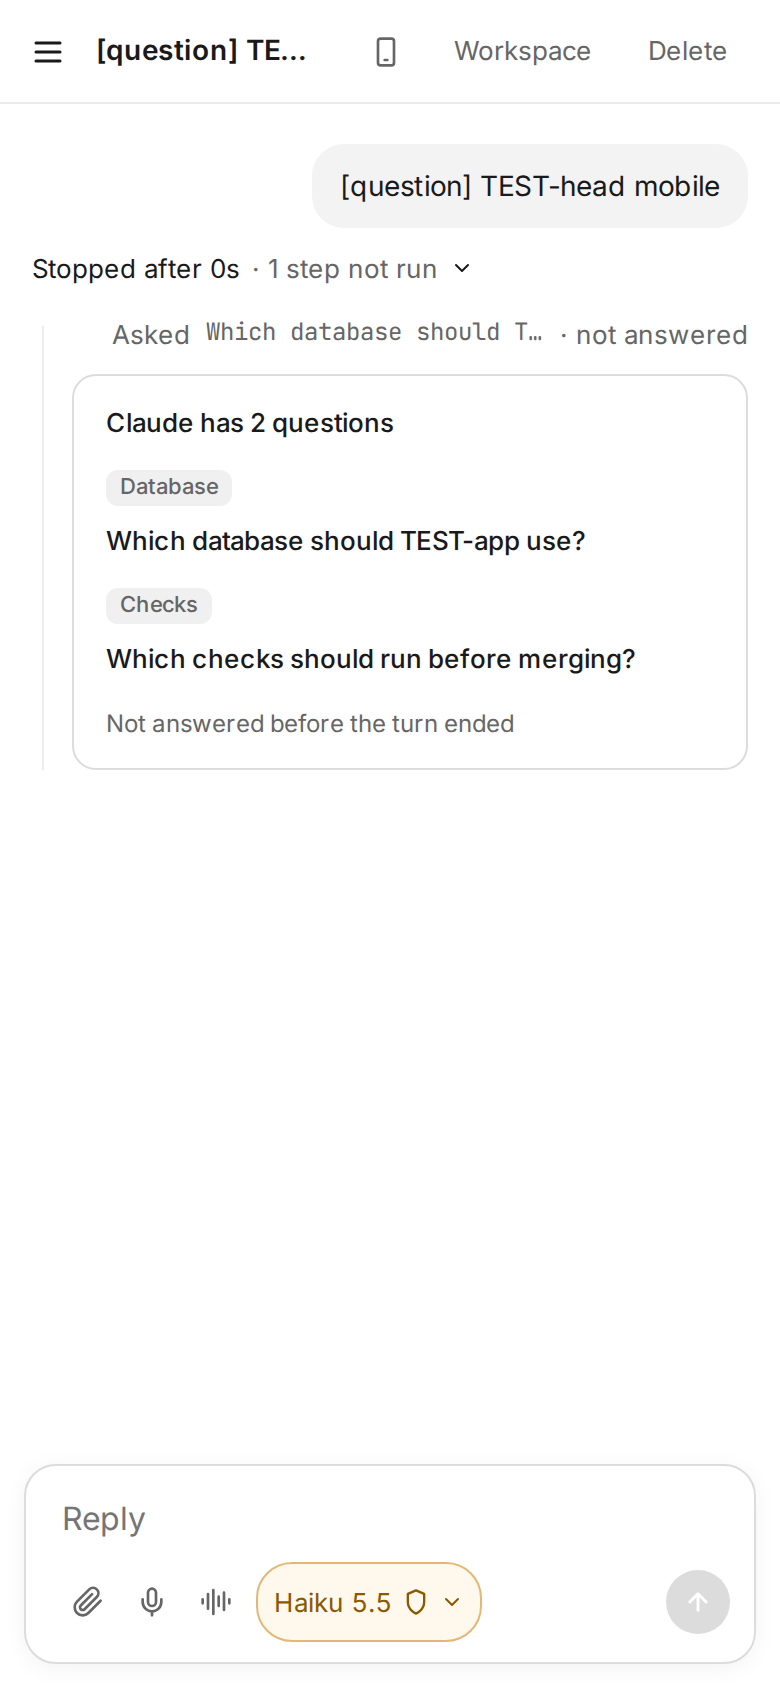 [question] TE...
Workspace
Delete
[question] TEST-head mobile
Stopped after 0s · 1 step not run
Asked Which database should T… · not answered
Claude has 2 questions
Database
Which database should TEST-app use?
Checks
Which checks should run before merging?
Not answered before the turn ended
Reply
Haiku 5.5